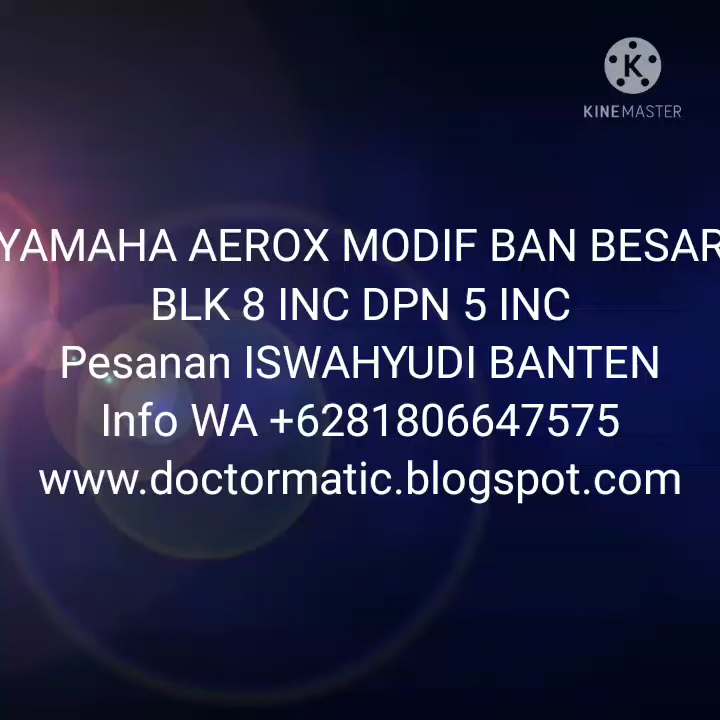 K
KINEMASTER
YAMAHA AEROX MODIF BAN BESAR
BLK 8 INC DPN 5 INC
Pesanan ISWAHYUDI BANTEN
Info WA +6281806647575
www.doctormatic.blogspot.com